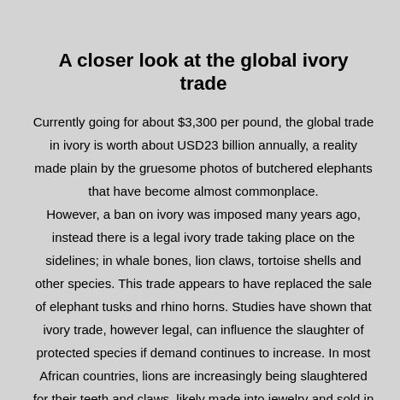 A closer look at the global ivory
trade
Currently going for about $3,300 per pound, the global trade
in ivory is worth about USD23 billion annually, a reality
made plain by the gruesome photos of butchered elephants
that have become almost commonplace.
However, a ban on ivory was imposed many years ago,
instead there is a legal ivory trade taking place on the
sidelines; in whale bones, lion claws, tortoise shells and
other species. This trade appears to have replaced the sale
of elephant tusks and rhino horns. Studies have shown that
ivory trade, however legal, can influence the slaughter of
protected species if demand continues to increase. In most
African countries, lions are increasingly being slaughtered
for their teeth and claws, likely made into jewelry and sold in